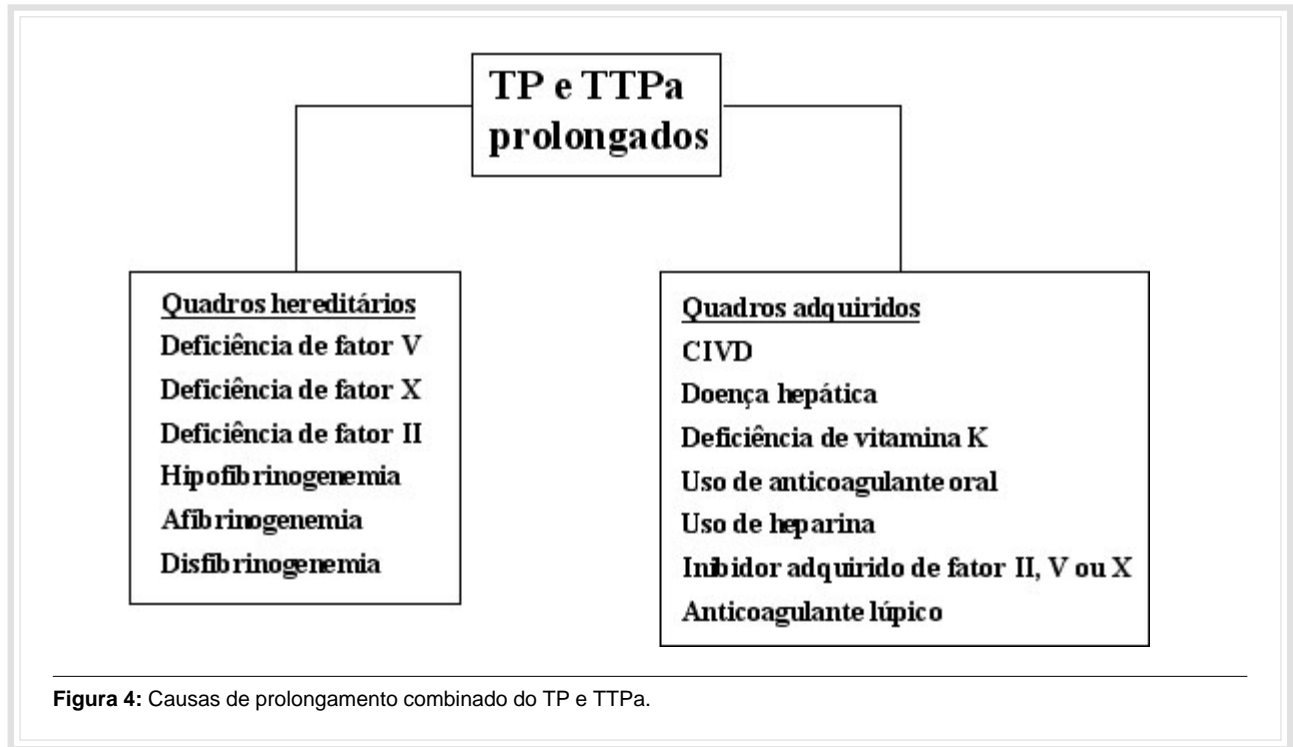 TP e TTPa
prolongados
Quadros hereditários
Deficiência de fator V
Deficiência de fator X
Deficiência de fator II
Hipofibrinogenemia
Afibrinogenemia
Disfibrinogenemia
Quadros adquiridos
CIVD
Doença hepática
Deficiência de vitamina K
Uso de anticoagulante oral
Uso de heparina
Inibidor adquirido de fator II, V ou X
Anticoagulante lúpico
Figura 4: Causas de prolongamento combinado do TP e TTPa.